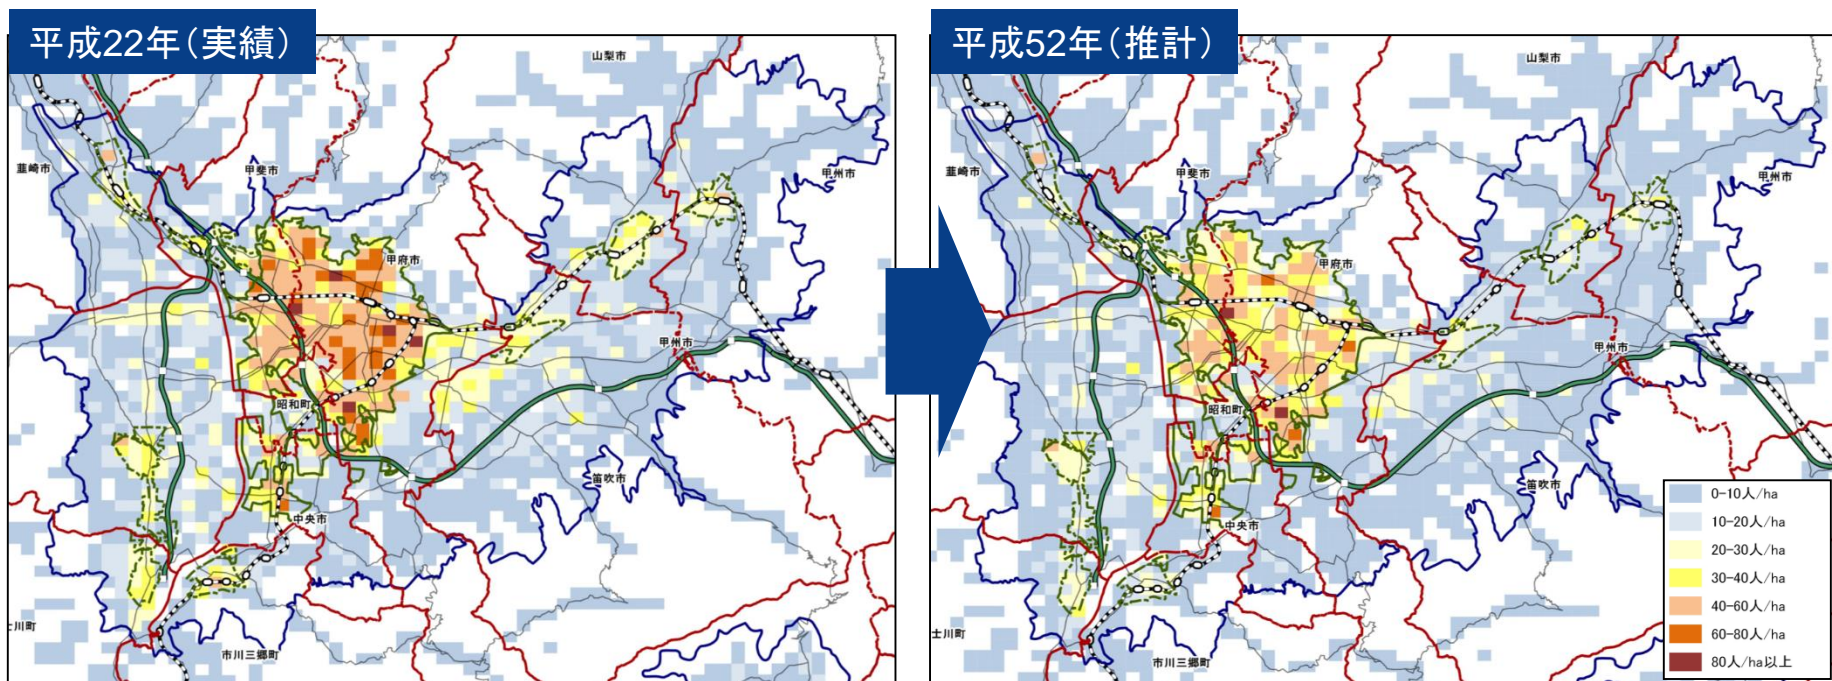 平成22年(実績)
山梨市
韮崎市
甲斐市
甲州市
甲府市
甲州市
昭和町
笛吹市
中央市
士川町
市川三郷町
平成52年(推計)
山梨市
韮崎市
甲斐市
甲州市
甲府市
甲州市
昭和町
笛吹市
中央市
士川町
市川三郷町
0-10人/ha
10-20人/ha
20-30人/ha
30-40人/ha
40-60人/ha
60-80人/ha
80人/ha以上